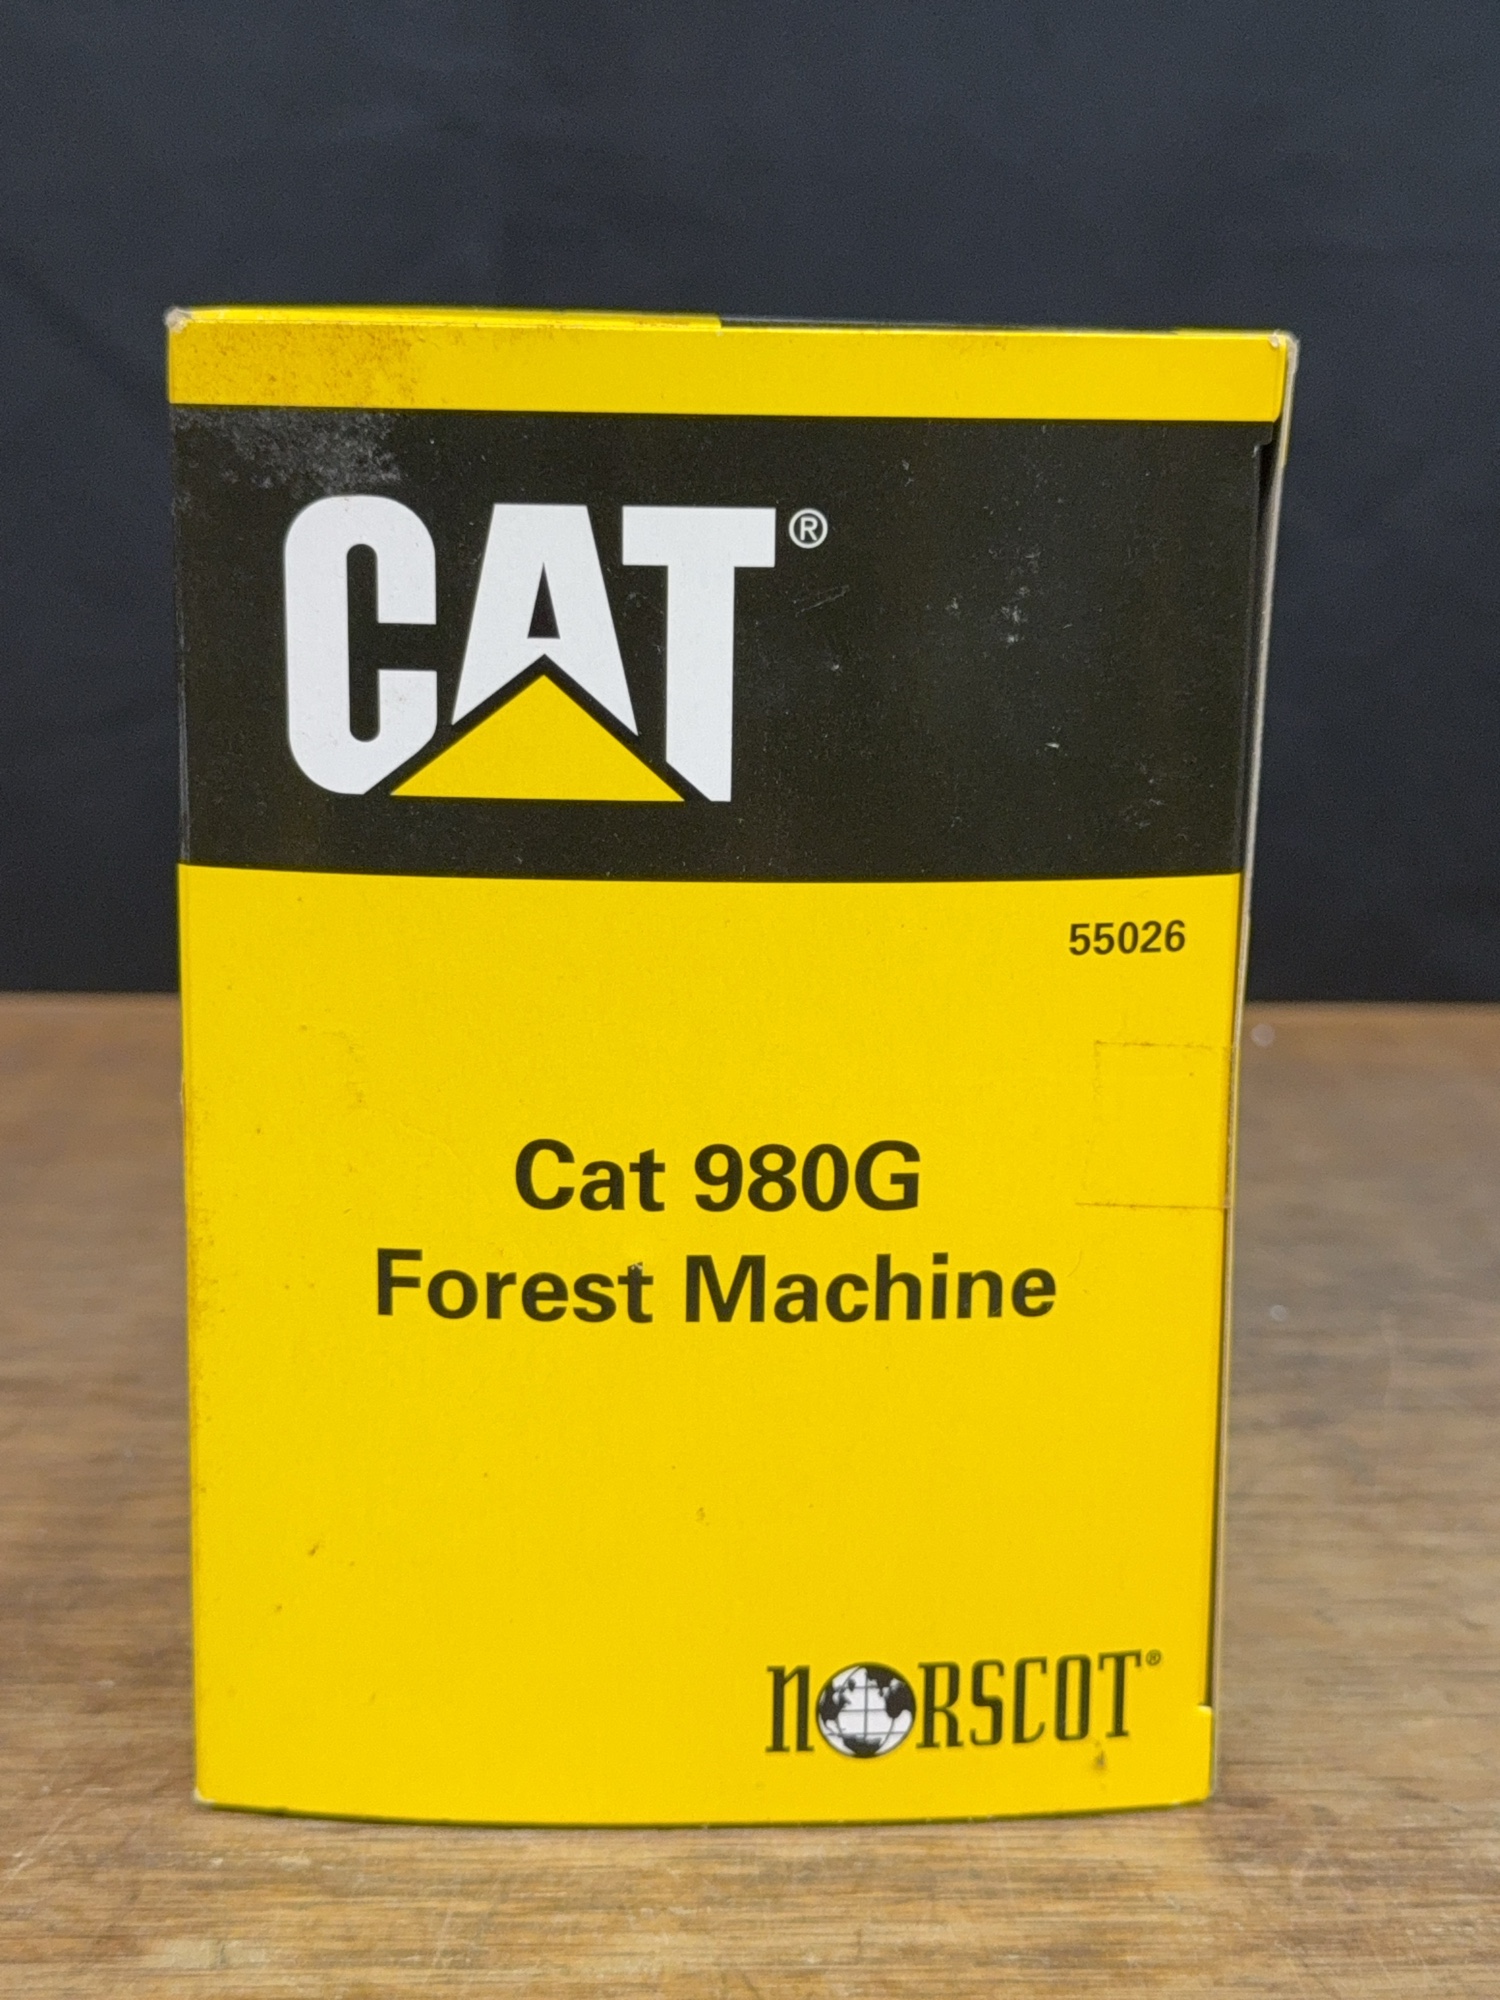 CAT®
55026
Cat 980G
Forest Machine
NORSCOT®